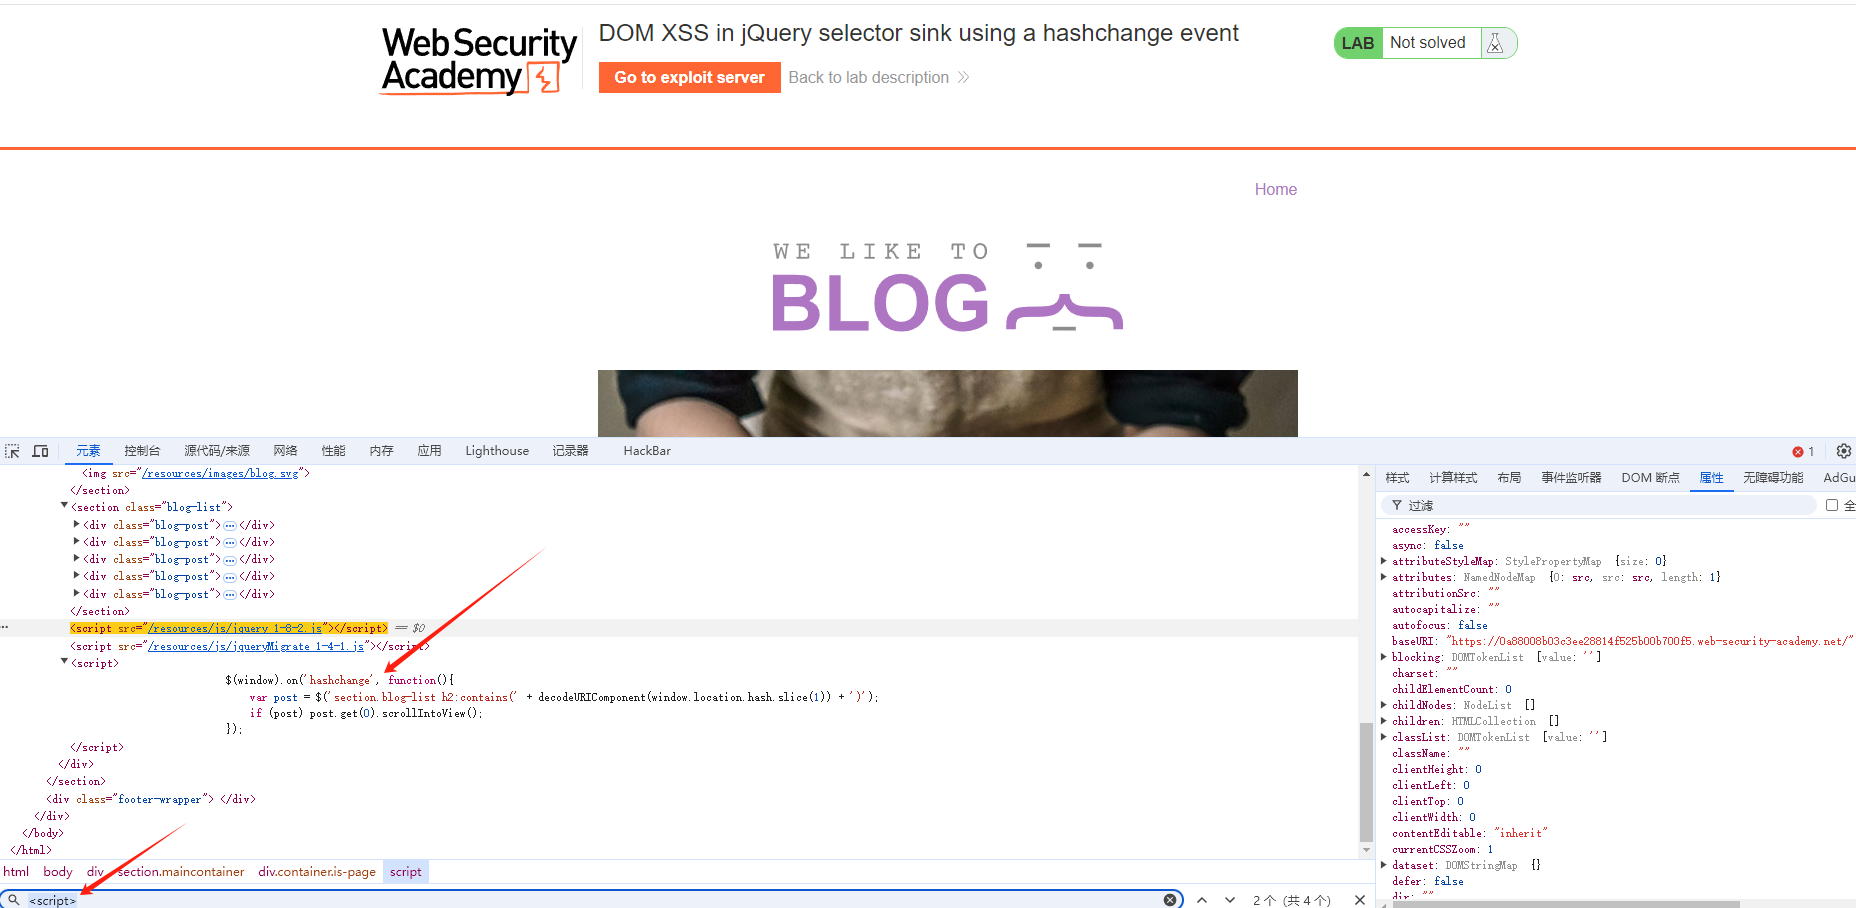 Web Security
Academy
DOM XSS in jQuery selector sink using a hashchange event
LAB Not solved
Go to exploit server Back to lab description
Home
WE LIKE TO
BLOG
元素 控制台 源代码/来源 网络 性能 内存 应用 Lighthouse 记录器 HackBar 1
<img src="/resources/images/blog.svg">
</section>
<section class="blog-list">
<div class="blog-post">…</div>
<div class="blog-post">…</div>
<div class="blog-post">…</div>
<div class="blog-post">…</div>
<div class="blog-post">…</div>
</section>
<script src="/resources/js/jquery_1-8-2.js"></script> == $0
<script src="/resources/js/jqueryMigrate_1-4-1.js"></script>
<script>
$(window).on('hashchange', function(){
var post = $('section.blog-list h2:contains(' + decodeURIComponent(window.location.hash.slice(1)) + ')');
if (post) post.get(0).scrollIntoView();
});
</script>
</div>
</section>
<div class="footer-wrapper"> </div>
</div>
</body>
</html>
html body div section.maincontainer div.container.is-page script
<script> 2 个 (共 4 个)
样式 计算样式 布局 事件监听器 DOM 断点 属性 无障碍功能 AdGu
过滤 全
accessKey: ""
async: false
attributeStyleMap: StylePropertyMap {size: 0}
attributes: NamedNodeMap {0: src, src: src, length: 1}
attributionSrc: ""
autocapitalize: ""
autofocus: false
baseURI: "https://0a88008b03c3ee28814f525b00b700f5.web-security-academy.net/"
blocking: DOMTokenList [value: '']
charset: ""
childElementCount: 0
childNodes: NodeList []
children: HTMLCollection []
classList: DOMTokenList [value: '']
className: ""
clientHeight: 0
clientLeft: 0
clientTop: 0
clientWidth: 0
contentEditable: "inherit"
currentCSSZoom: 1
dataset: DOMStringMap {}
defer: false
dir: ""